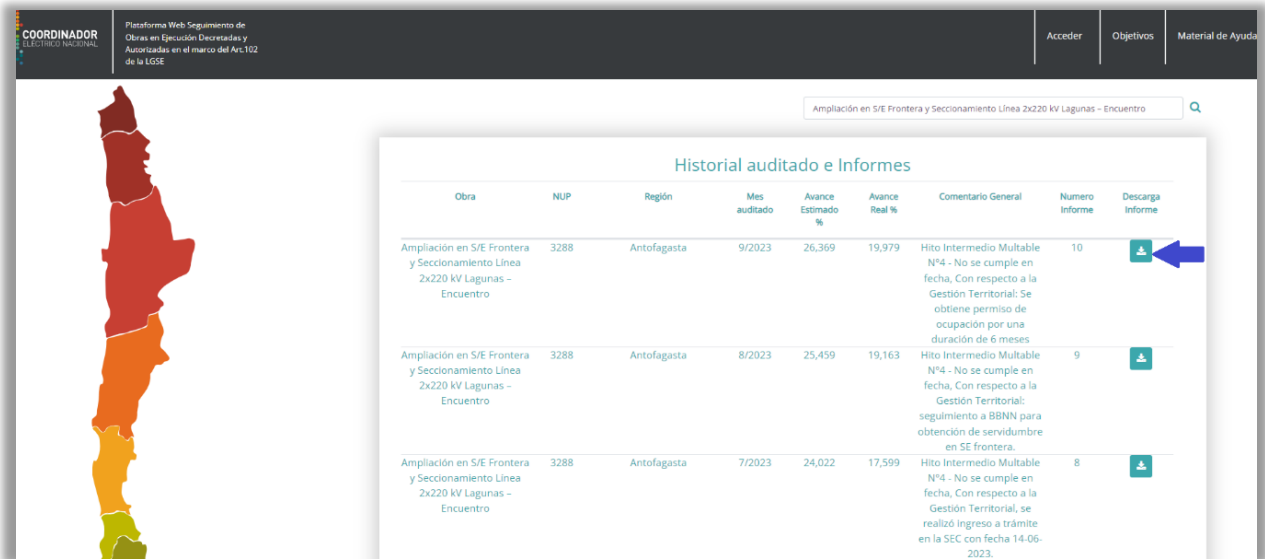 COORDINADOR
ELÉCTRICO NACIONAL
Plataforma Web Seguimiento de
Obras en Ejecución Decretadas y
Autorizadas en el marco del Art.102
de la LGSE
Acceder
Objetivos
Material de Ayuda
Ampliación en S/E Frontera y Seccionamiento Línea 2x220 kV Lagunas – Encuentro
Historial auditado e Informes
Obra
NUP
Región
Mes
auditado
Avance
Estimado
%
Avance
Real %
Comentario General
Numero
Informe
Descarga
Informe
Ampliación en S/E Frontera
y Seccionamiento Línea
2x220 kV Lagunas –
Encuentro
3288
Antofagasta
9/2023
26,369
19,979
Hito Intermedio Multable
N°4 - No se cumple en
fecha, Con respecto a la
Gestión Territorial: Se
obtiene permiso de
ocupación por una
duración de 6 meses
10
Ampliación en S/E Frontera
y Seccionamiento Línea
2x220 kV Lagunas –
Encuentro
3288
Antofagasta
8/2023
25,459
19,163
Hito Intermedio Multable
N°4 - No se cumple en
fecha, Con respecto a la
Gestión Territorial:
seguimiento a BBNN para
obtención de servidumbre
en SE frontera.
9
Ampliación en S/E Frontera
y Seccionamiento Línea
2x220 kV Lagunas –
Encuentro
3288
Antofagasta
7/2023
24,022
17,599
Hito Intermedio Multable
N°4 - No se cumple en
fecha, Con respecto a la
Gestión Territorial, se
realizó ingreso a trámite
en la SEC con fecha 14-06-
2023.
8